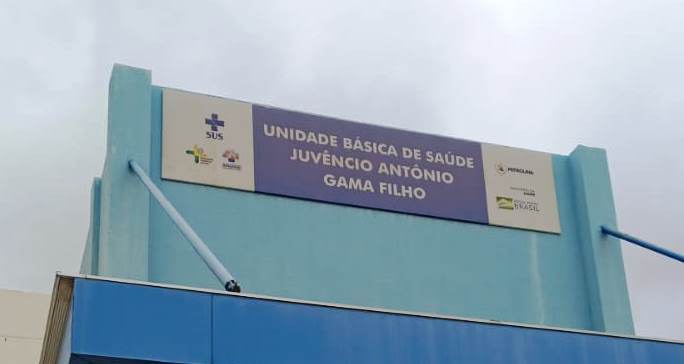 SUS
UNIDADE BÁSICA DE SAÚDE
JUVÊNCIO ANTÔNIO
GAMA FILHO
PETROLINA
BRASIL